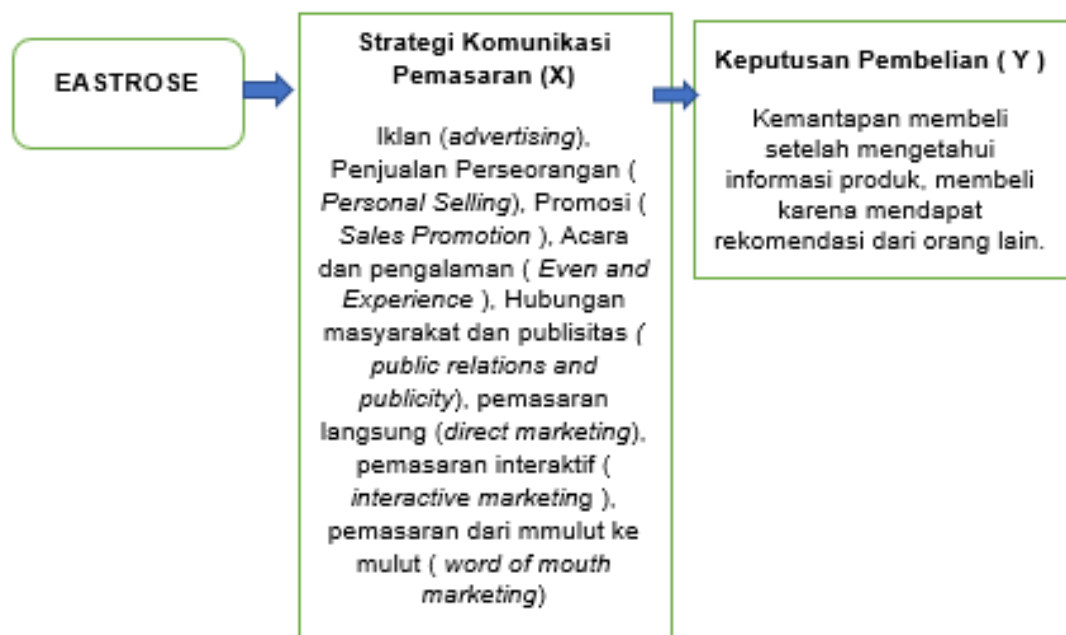 EASTROSE
Strategi Komunikasi
Pemasaran (X)
Iklan (advertising),
Penjualan Perseorangan (
Personal Selling), Promosi (
Sales Promotion ), Acara
dan pengalaman ( Even and
Experience ), Hubungan
masyarakat dan publisitas (
public relations and
publicity), pemasaran
langsung (direct marketing),
pemasaran interaktif (
interactive marketing ),
pemasaran dari mmulut ke
mulut ( word of mouth
marketing)
Keputusan Pembelian ( Y )
Kemantapan membeli
setelah mengetahui
informasi produk, membeli
karena mendapat
rekomendasi dari orang lain.